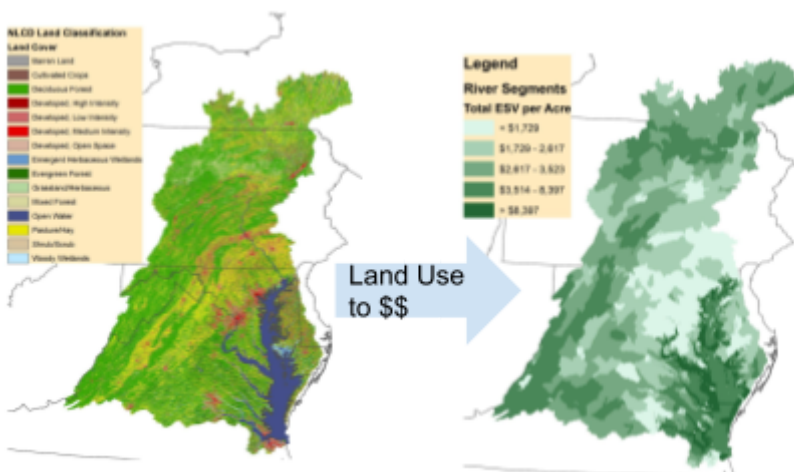 NLCD Land Classification
Land Cover
Barren Land
Cultivated Crops
Deciduous Forest
Developed, High Intensity
Developed, Low Intensity
Developed, Medium Intensity
Developed, Open Space
Emergent Herbaceous Wetlands
Evergreen Forest
Grassland/Herbaceous
Mixed Forest
Open Water
Pasture/Hay
Shrub/Scrub
Woody Wetlands
Land Use
to $$
Legend
River Segments
Total ESV per Acre
< $1,729
$1,729 - 2,617
$2,617 - 3,523
$3,514 - 8,397
> $8,397